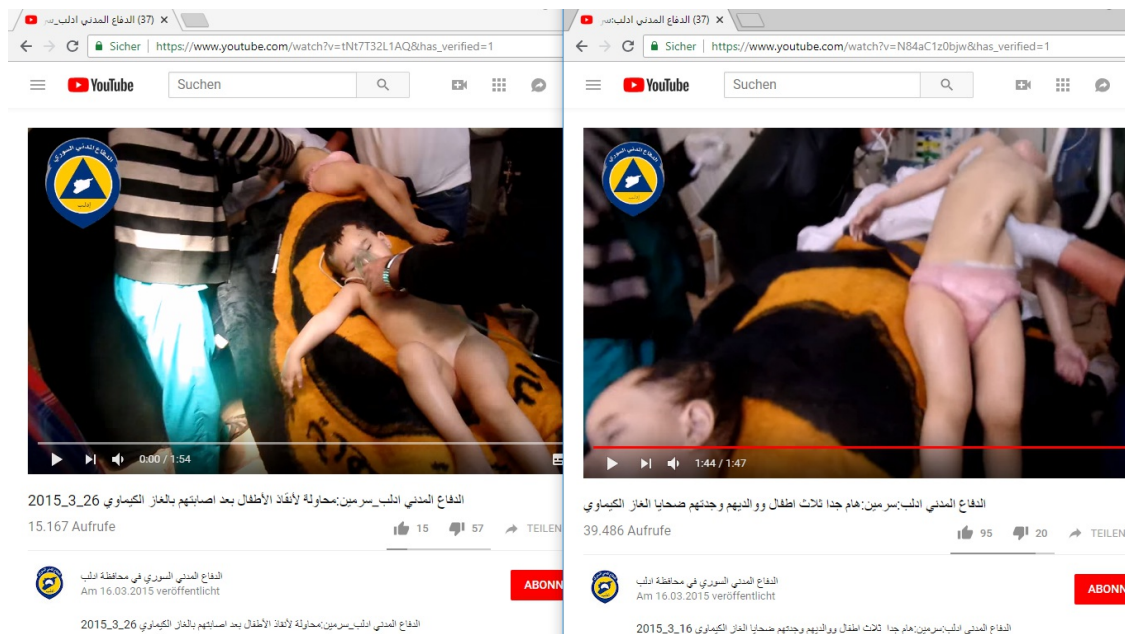 (37) الدفاع المدني ادلب_سر
Sicher | https://www.youtube.com/watch?v=tNt7T32L1AQ&has_verified=1
YouTube
Suchen
0:00 / 1:54
الدفاع المدني ادلب_سرمين:محاولة لأنقاذ الأطفال بعد اصابتهم بالغاز الكيماوي 26_3_2015
15.167 Aufrufe
15
57
TEILEN
الدفاع المدني السوري في محافظة ادلب
Am 16.03.2015 veröffentlicht
ABONN
الدفاع المدني ادلب_سرمين:محاولة لأنقاذ الأطفال بعد اصابتهم بالغاز الكيماوي 26_3_2015
(37) الدفاع المدني ادلب:سر
Sicher | https://www.youtube.com/watch?v=N84aC1z0bjw&has_verified=1
YouTube
Suchen
1:44 / 1:47
الدفاع المدني ادلب:سرمين:هام جدا ثلاث اطفال ووالديهم وجدتهم ضحايا الغاز الكيماوي
39.486 Aufrufe
95
20
TEILEN
الدفاع المدني السوري في محافظة ادلب
Am 16.03.2015 veröffentlicht
ABONN
الدفاع المدني ادلب:سرمين:هام جدا ثلاث اطفال ووالديهم وجدتهم ضحايا الغاز الكيماوي 16_3_2015